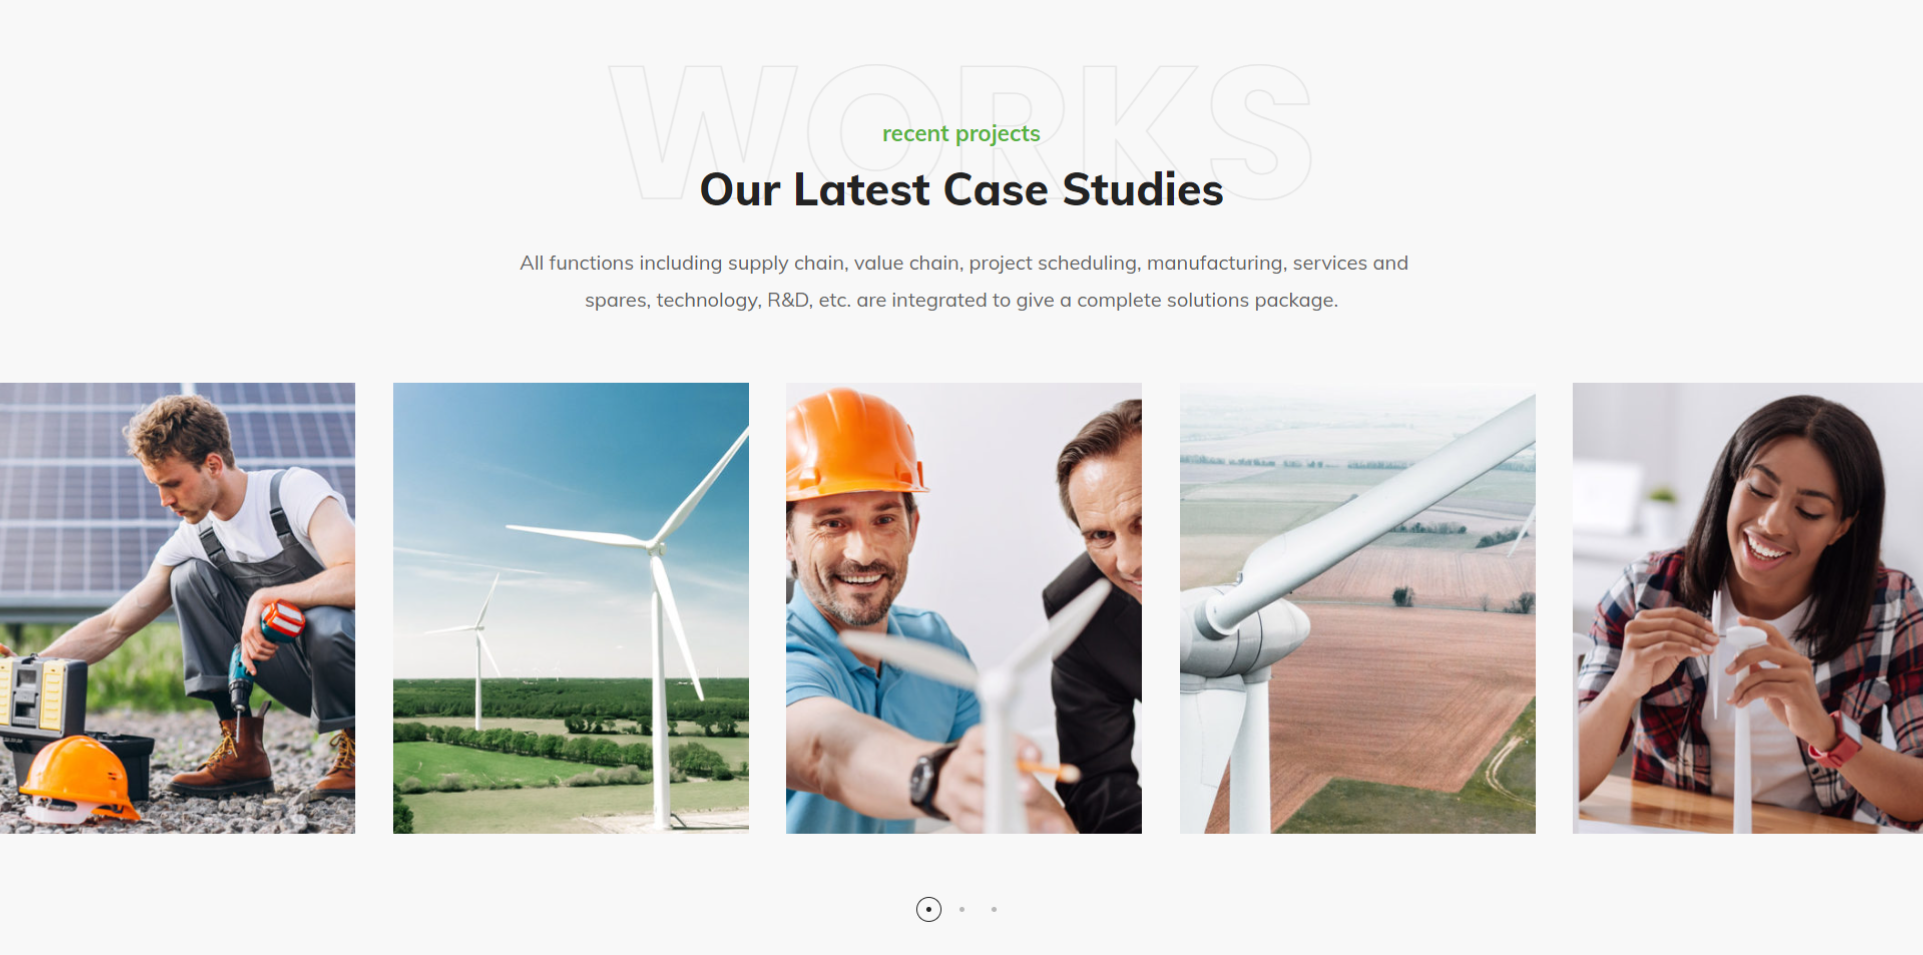 WORKS
recent projects
Our Latest Case Studies
All functions including supply chain, value chain, project scheduling, manufacturing, services and
spares, technology, R&D, etc. are integrated to give a complete solutions package.